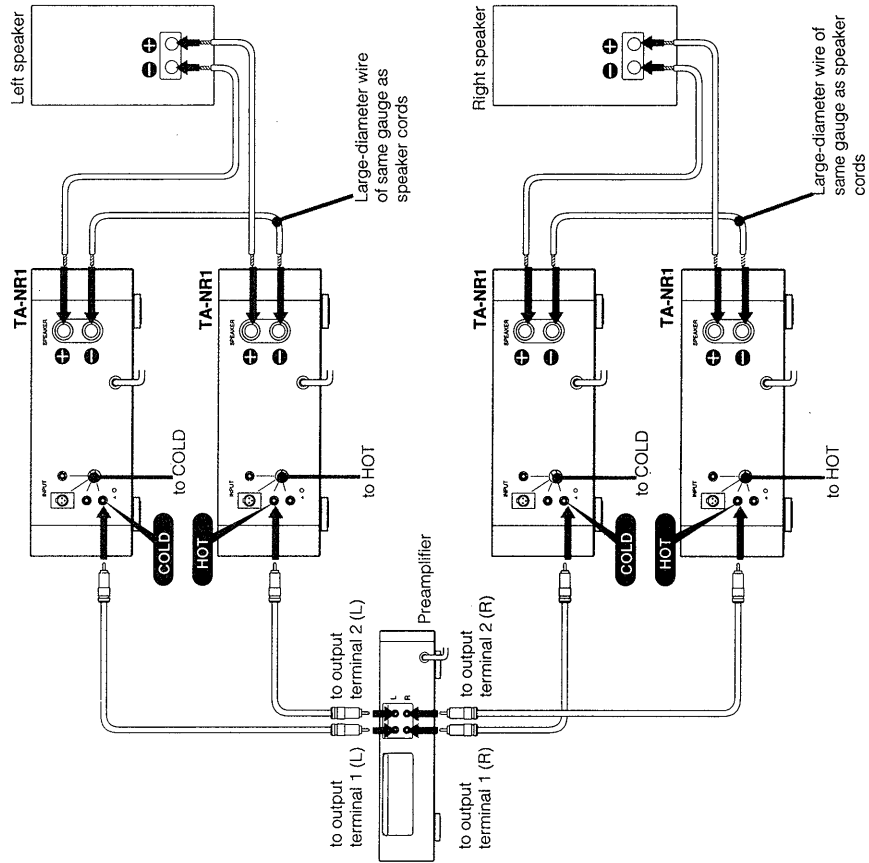 Left speaker
+
−
Large-diameter wire
of same gauge as
speaker cords
TA-NR1
SPEAKER
+
−
INPUT
to COLD
COLD
TA-NR1
SPEAKER
+
−
INPUT
to HOT
HOT
Preamplifier
L
R
to output
terminal 1 (L)
to output
terminal 2 (L)
to output
terminal 1 (R)
to output
terminal 2 (R)
Right speaker
+
−
Large-diameter wire of
same gauge as speaker
cords
TA-NR1
SPEAKER
+
−
INPUT
to COLD
COLD
TA-NR1
SPEAKER
+
−
INPUT
to HOT
HOT